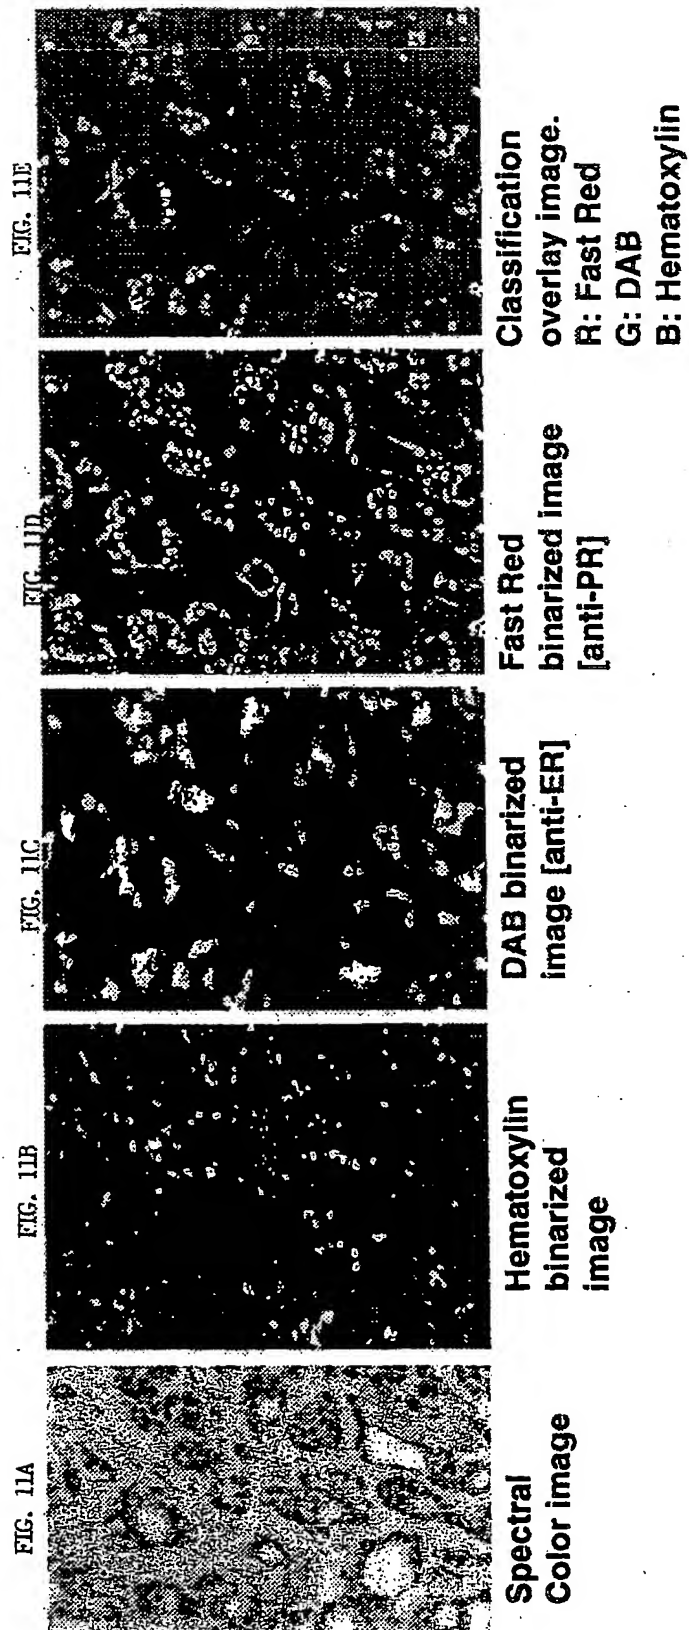 FIG. 11A
Spectral
Color image
FIG. 11B
Hematoxylin
binarized
image
FIG. 11C
DAB binarized
image [anti-ER]
FIG. 11D
Fast Red
binarized image
[anti-PR]
FIG. 11E
Classification
overlay image.
R: Fast Red
G: DAB
B: Hematoxylin